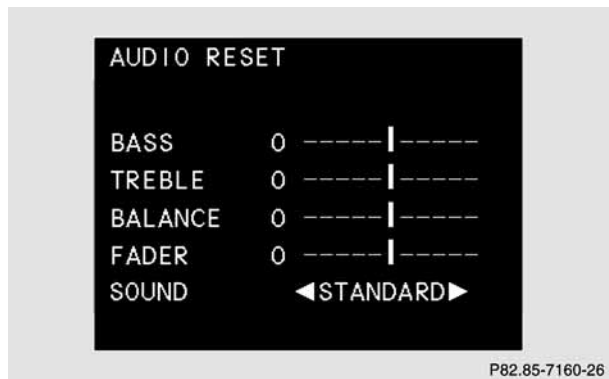 AUDIO RESET
BASS 0 -----|-----
TREBLE 0 -----|-----
BALANCE 0 -----|-----
FADER 0 -----|-----
SOUND ◀STANDARD▶
P82.85-7160-26